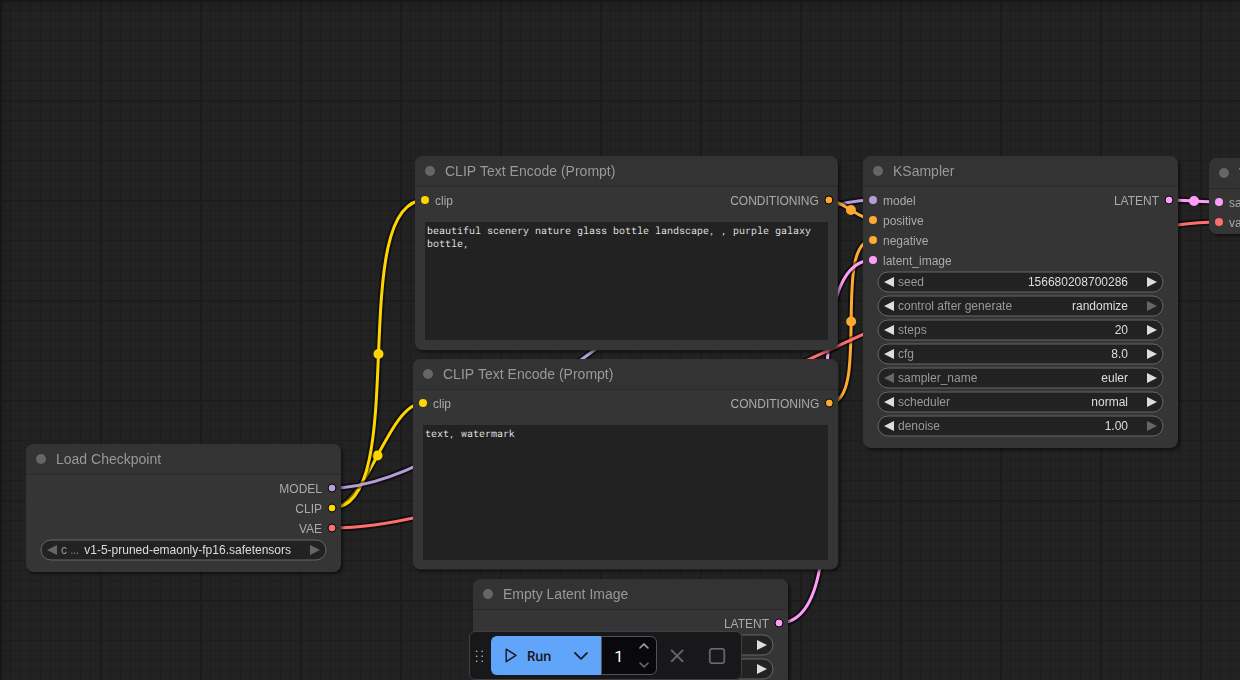 CLIP Text Encode (Prompt)
clip
CONDITIONING
beautiful scenery nature glass bottle landscape, , purple galaxy
bottle,
KSampler
model
LATENT
positive
negative
latent_image
seed 156680208700286
control after generate randomize
steps 20
cfg 8.0
sampler_name euler
scheduler normal
denoise 1.00
sa
va
CLIP Text Encode (Prompt)
clip
CONDITIONING
text, watermark
Load Checkpoint
MODEL
CLIP
VAE
c ... v1-5-pruned-emaonly-fp16.safetensors
Empty Latent Image
LATENT
Run
1